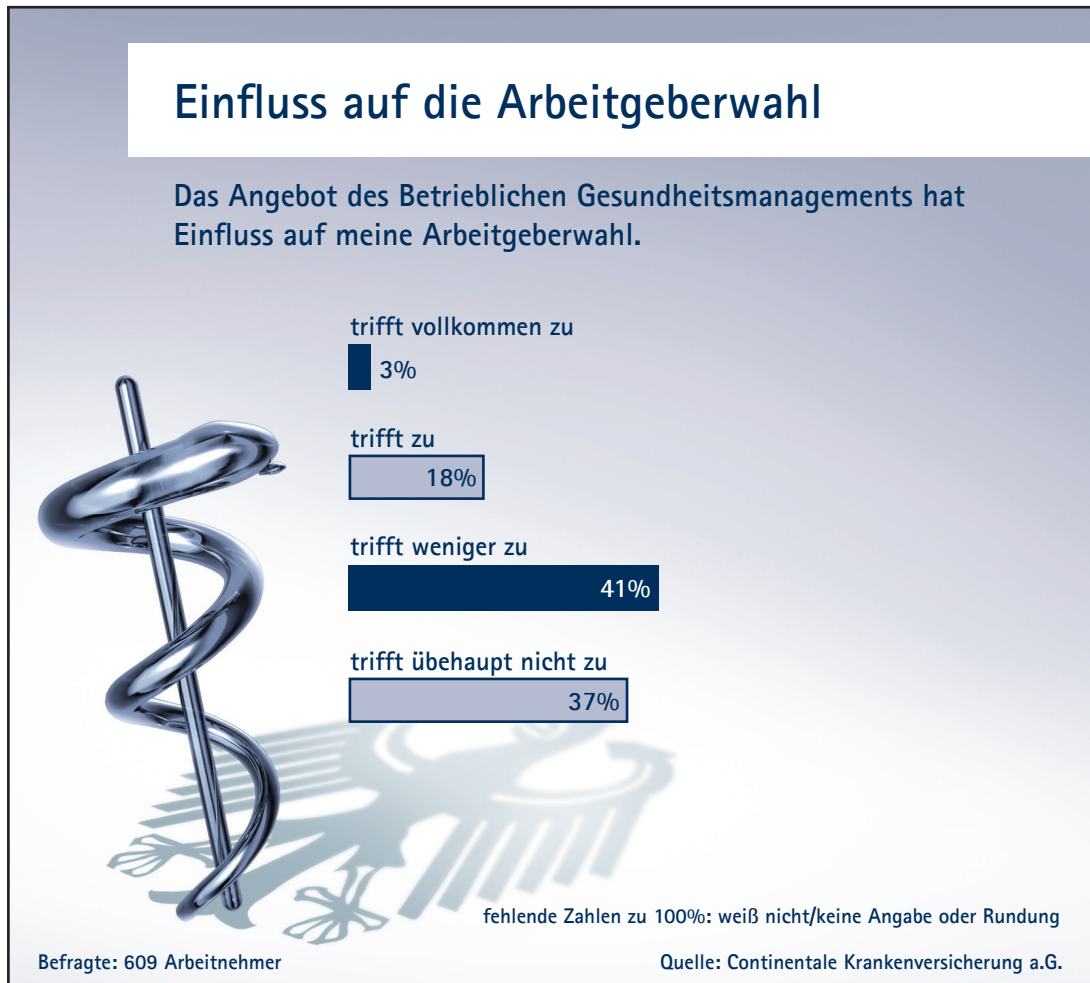 Einfluss auf die Arbeitgeberwahl
Das Angebot des Betrieblichen Gesundheitsmanagements hat
Einfluss auf meine Arbeitgeberwahl.
trifft vollkommen zu
3%
trifft zu
18%
trifft weniger zu
41%
trifft übehaupt nicht zu
37%
fehlende Zahlen zu 100%: weiß nicht/keine Angabe oder Rundung
Befragte: 609 Arbeitnehmer
Quelle: Continentale Krankenversicherung a.G.